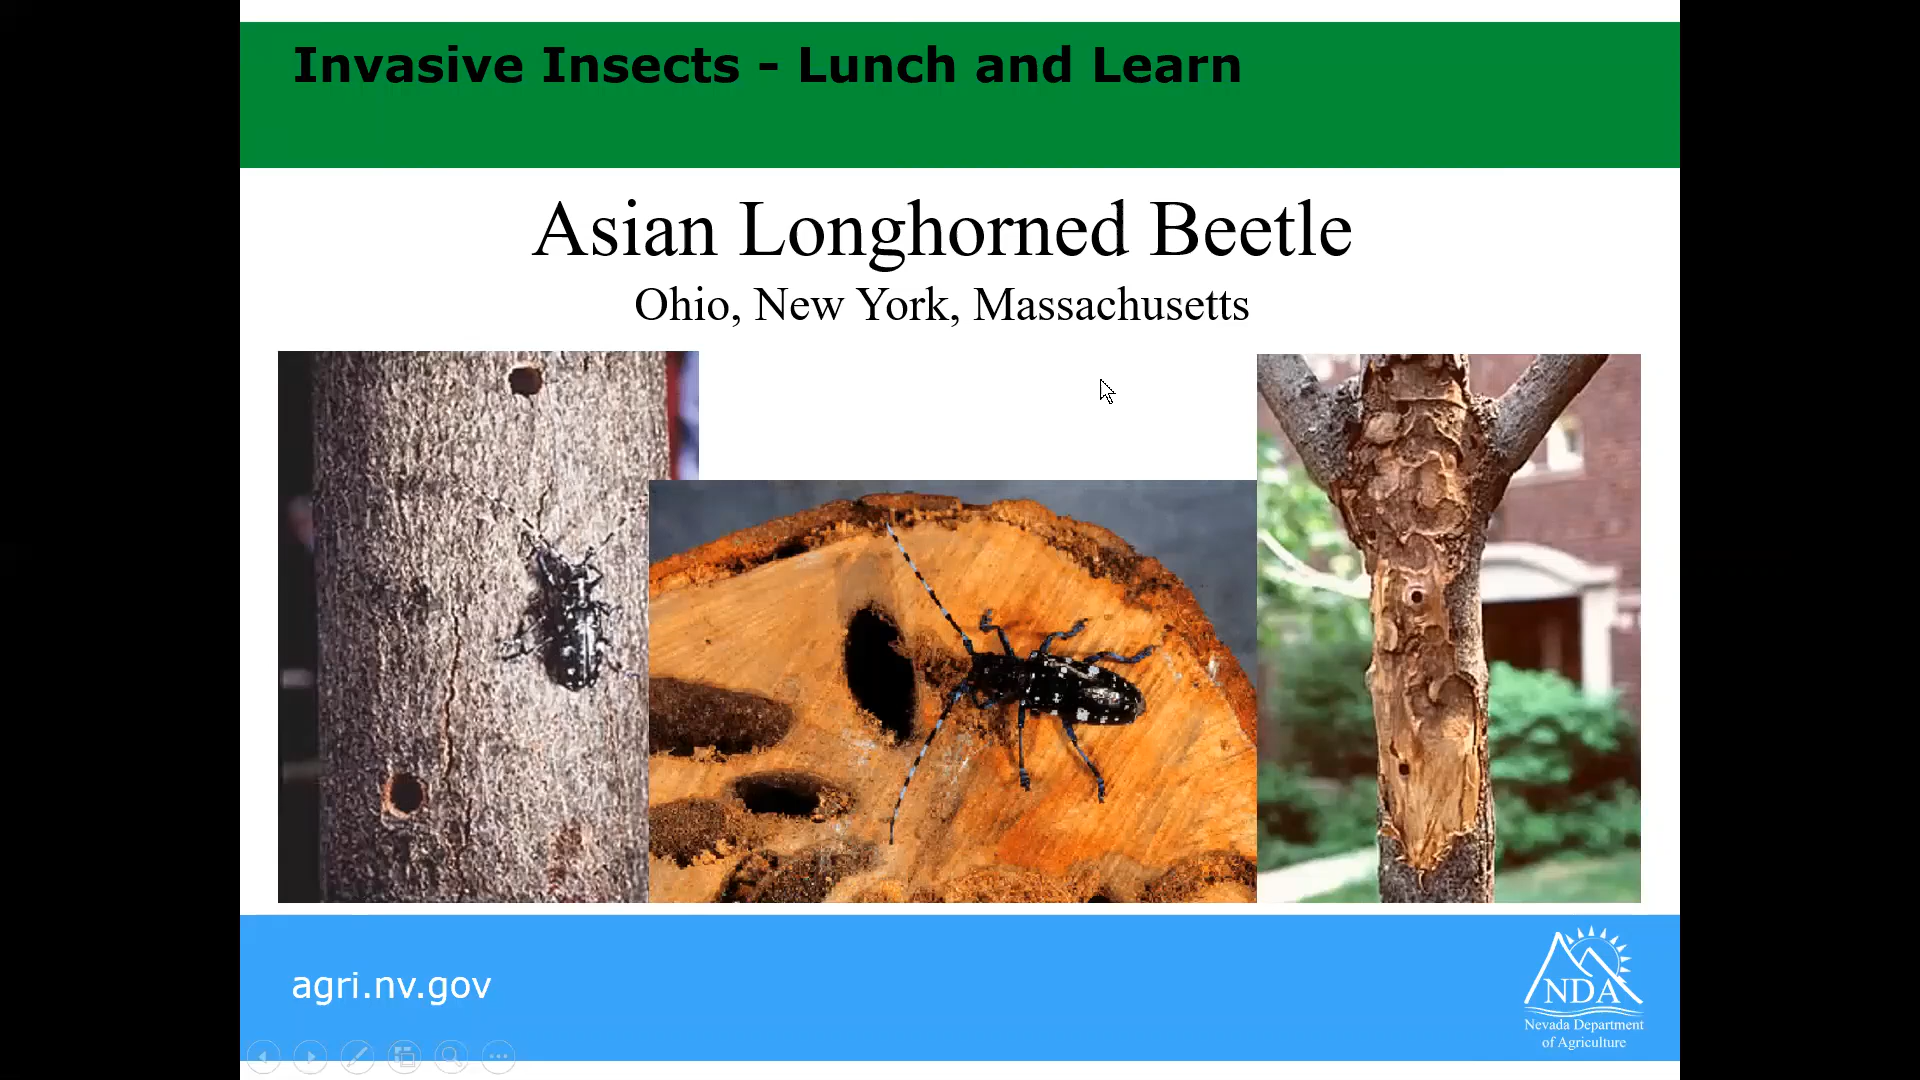 Invasive Insects - Lunch and Learn
Asian Longhorned Beetle
Ohio, New York, Massachusetts
agri.nv.gov
NDA
Nevada Department
of Agriculture